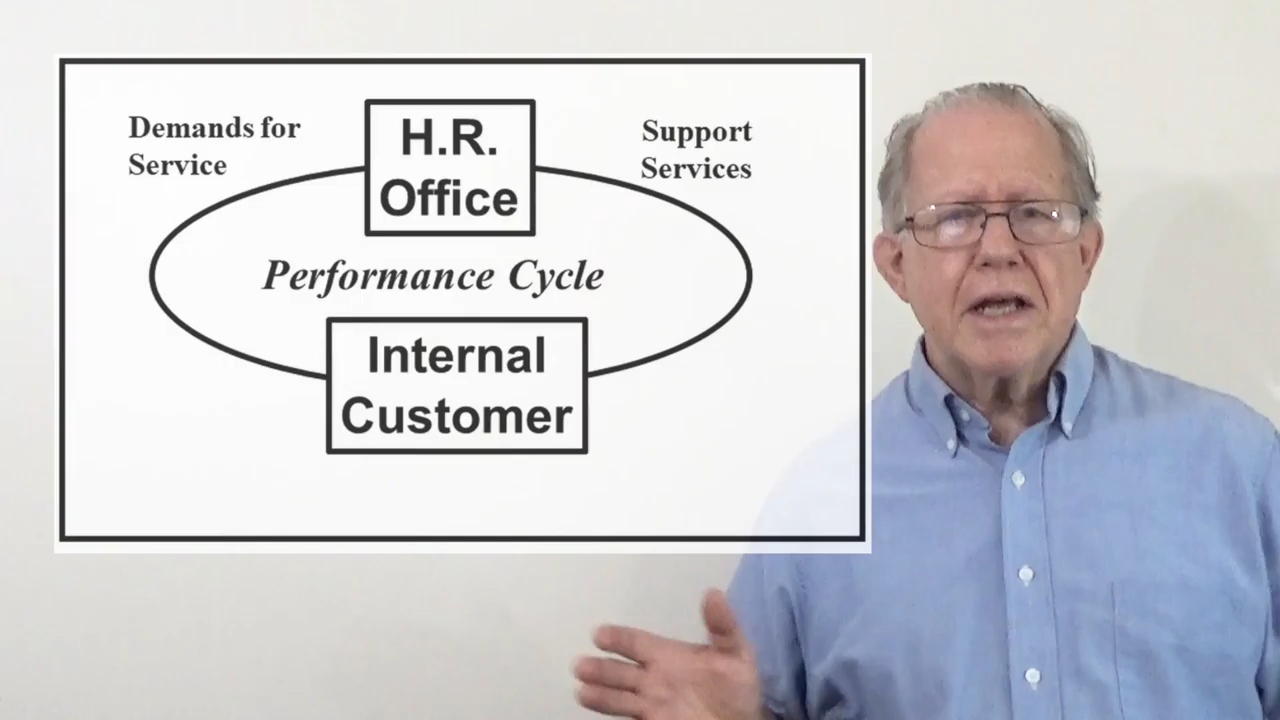 Demands for
Service
H.R.
Office
Support
Services
Performance Cycle
Internal
Customer